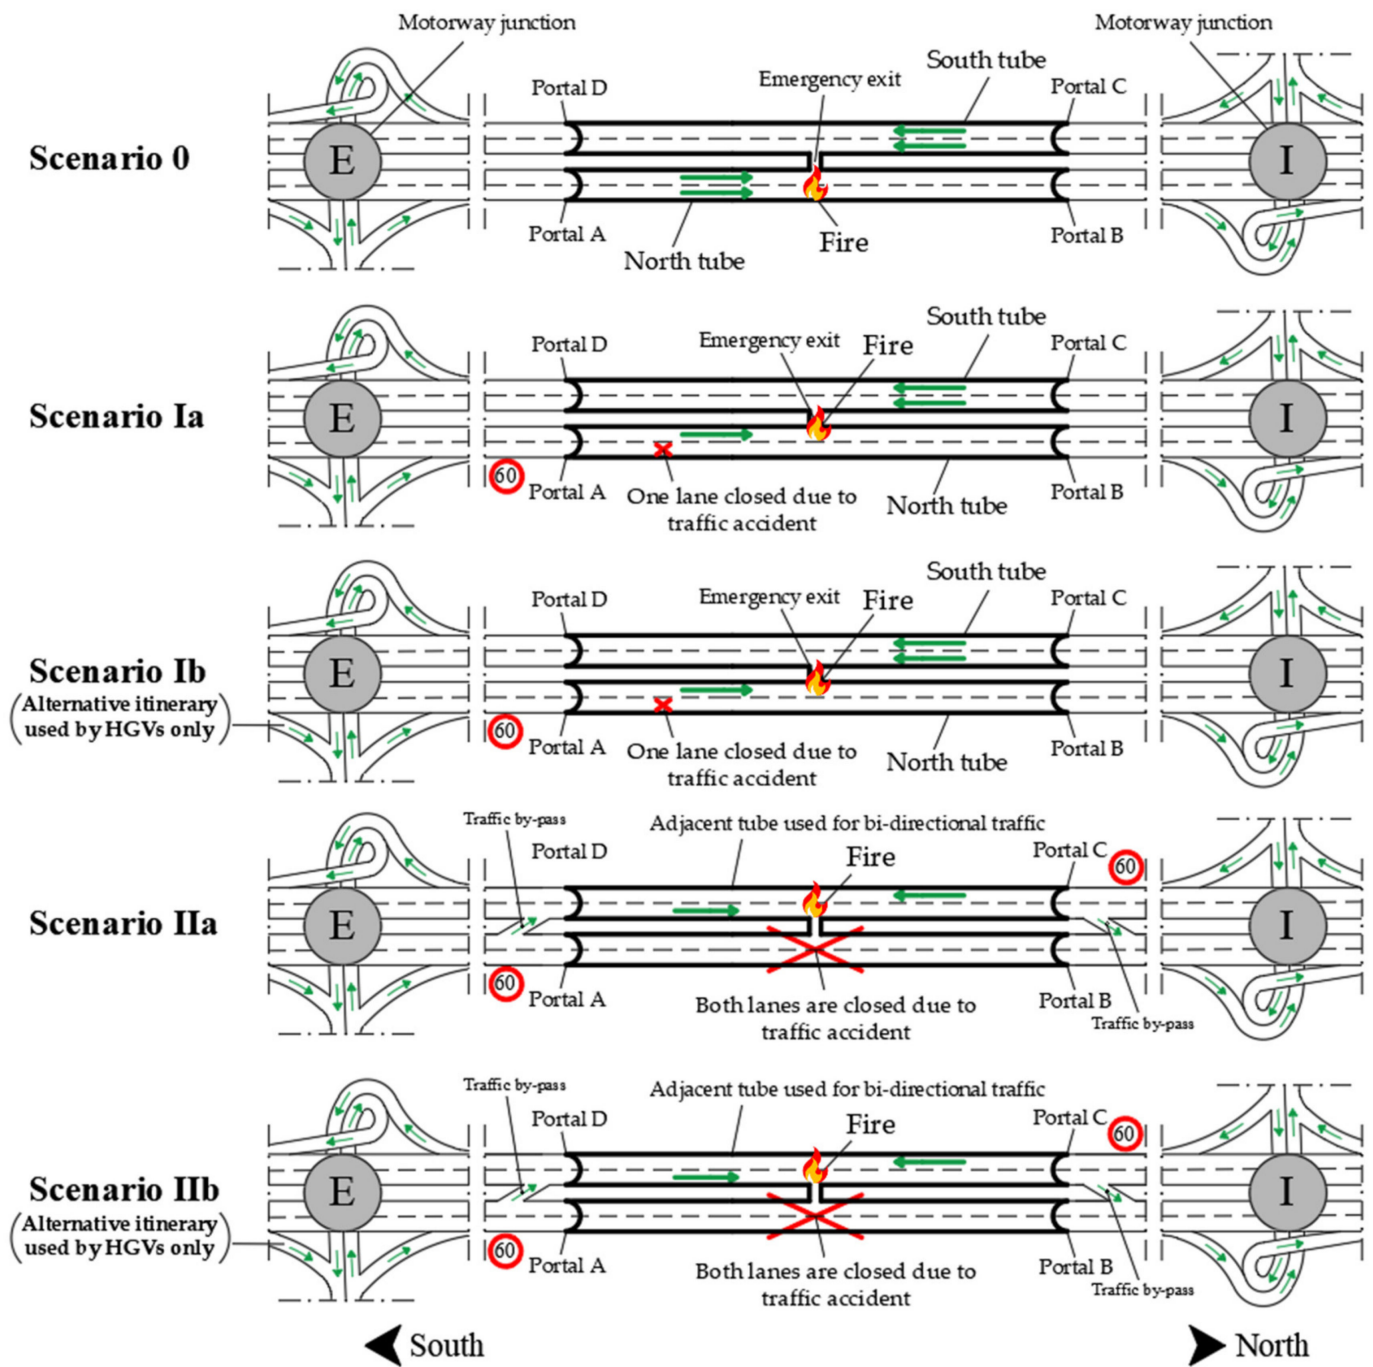 Motorway junction
Motorway junction
South tube
Emergency exit
Portal D
Portal C
Scenario 0
E
I
Portal A
Portal B
Fire
North tube
South tube
Emergency exit
Fire
Portal D
Portal C
Scenario Ia
E
I
60
Portal A
One lane closed due to
traffic accident
North tube
Portal B
South tube
Emergency exit
Fire
Portal D
Portal C
Scenario Ib
(Alternative itinerary
used by HGVs only)
E
I
60
Portal A
One lane closed due to
traffic accident
North tube
Portal B
Traffic by-pass
Adjacent tube used for bi-directional traffic
Portal D
Fire
Portal C
60
Scenario IIa
E
I
60
Portal A
Both lanes are closed due to
traffic accident
Portal B
Traffic by-pass
Traffic by-pass
Adjacent tube used for bi-directional traffic
Portal D
Fire
Portal C
60
Scenario IIb
(Alternative itinerary
used by HGVs only)
E
I
60
Portal A
Both lanes are closed due to
traffic accident
Portal B
Traffic by-pass
South
North